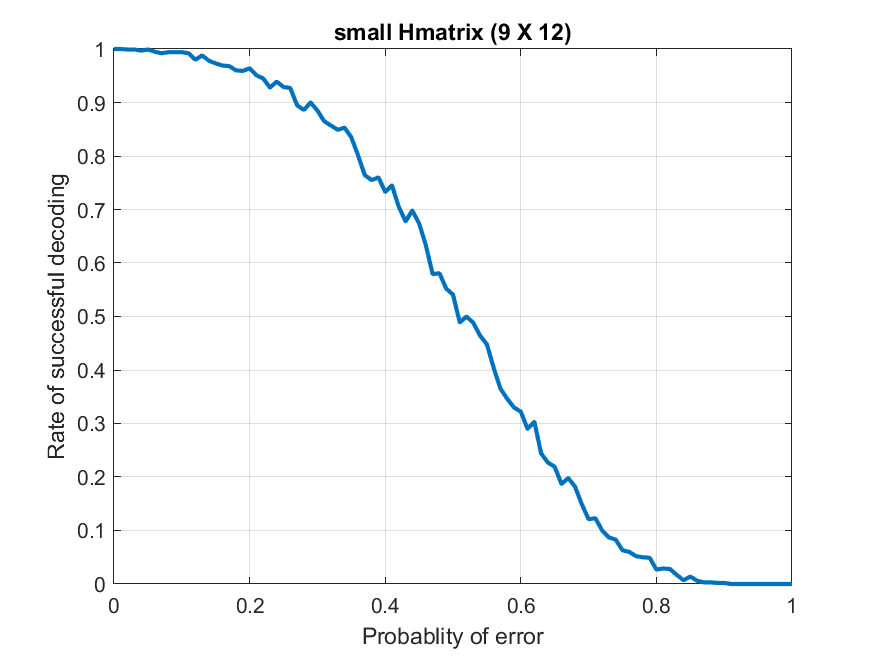 small Hmatrix (9 X 12)
1
0.9
0.8
0.7
0.6
0.5
0.4
0.3
0.2
0.1
0
Rate of successful decoding
0 0.2 0.4 0.6 0.8 1
Probablity of error